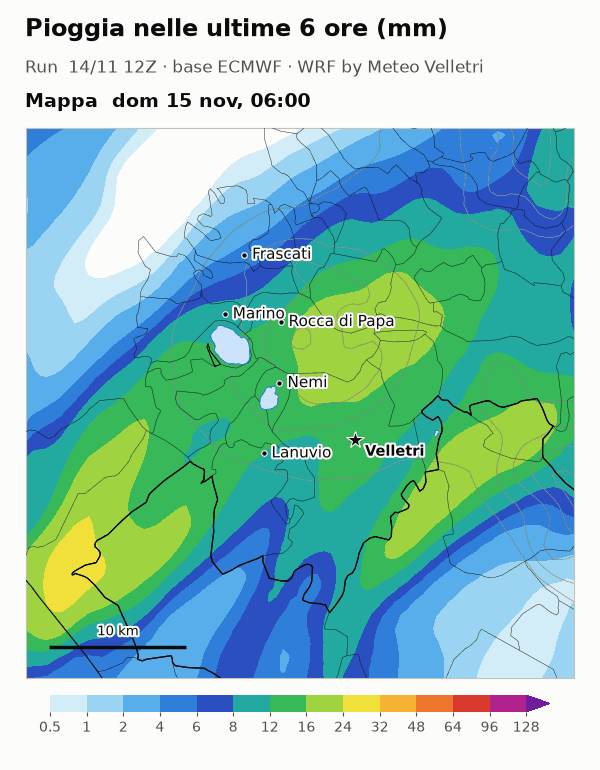 Pioggia nelle ultime 6 ore (mm)
Run  14/11 12Z · base ECMWF · WRF by Meteo Velletri
Mappa  dom 15 nov, 06:00
Frascati
Marino
Rocca di Papa
Nemi
Velletri
Lanuvio
10 km
0.5 1 2 4 6 8 12 16 24 32 48 64 96 128